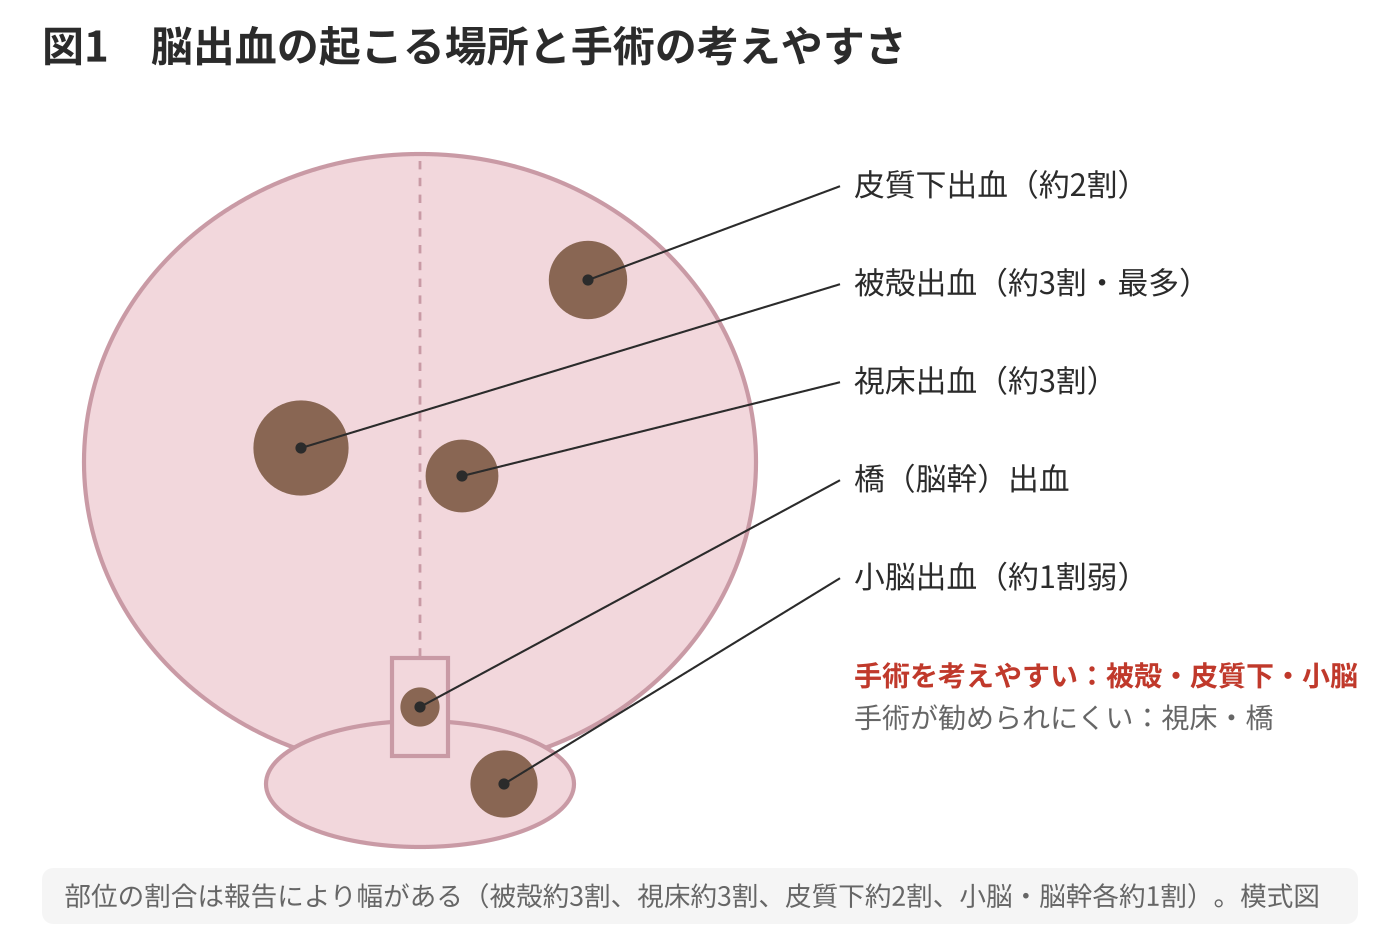 図1　脳出血の起こる場所と手術の考えやすさ
皮質下出血（約2割）
被殻出血（約3割・最多）
視床出血（約3割）
橋（脳幹）出血
小脳出血（約1割弱）
手術を考えやすい：被殻・皮質下・小脳
手術が勧められにくい：視床・橋
部位の割合は報告により幅がある（被殻約3割、視床約3割、皮質下約2割、小脳・脳幹各約1割）。模式図